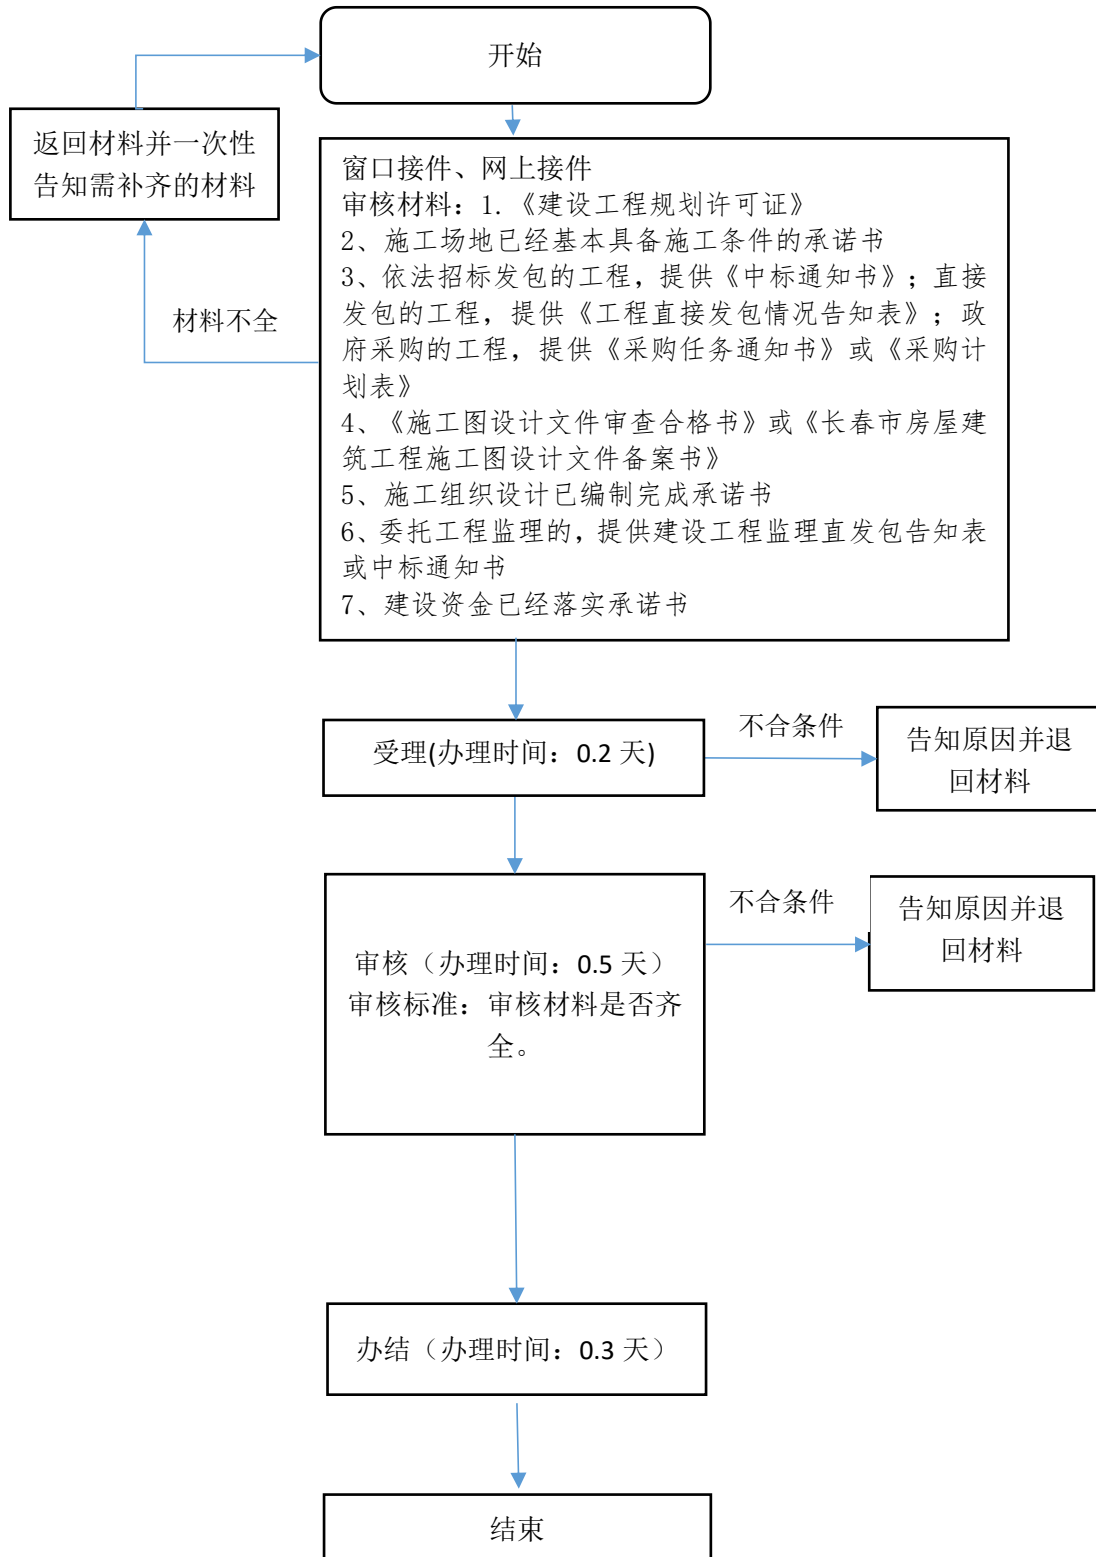 开始
返回材料并一次性
告知需补齐的材料
窗口接件、网上接件
审核材料：1.《建设工程规划许可证》
2、施工场地已经基本具备施工条件的承诺书
3、依法招标发包的工程，提供《中标通知书》；直接
发包的工程，提供《工程直接发包情况告知表》；政
府采购的工程，提供《采购任务通知书》或《采购计
划表》
4、《施工图设计文件审查合格书》或《长春市房屋建
筑工程施工图设计文件备案书》
5、施工组织设计已编制完成承诺书
6、委托工程监理的，提供建设工程监理直发包告知表
或中标通知书
7、建设资金已经落实承诺书
材料不全
受理(办理时间：0.2 天)
不合条件
告知原因并退
回材料
审核（办理时间：0.5 天）
审核标准：审核材料是否齐
全。
不合条件
告知原因并退
回材料
办结（办理时间：0.3 天）
结束